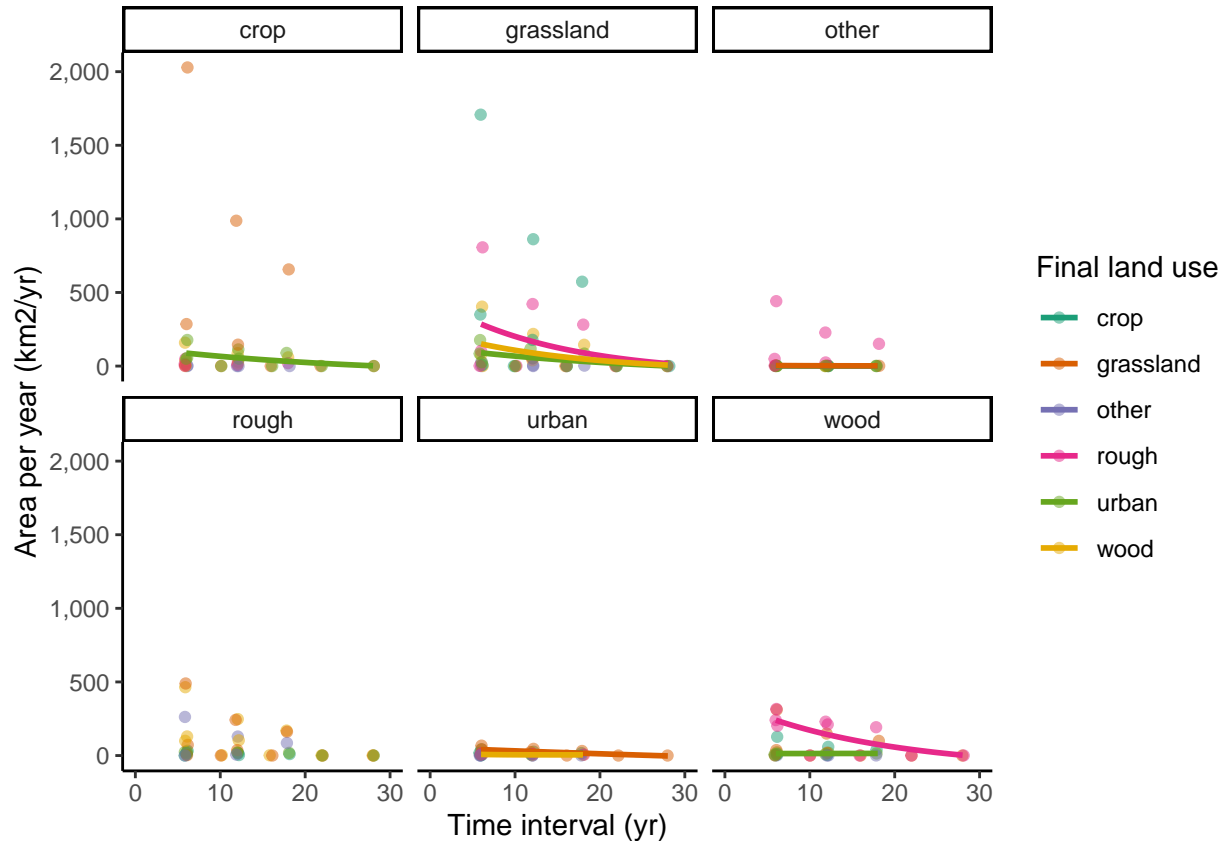 crop grassland other
2,000
1,500
1,000
500
0
rough urban wood
2,000
1,500
1,000
500
0
0 10 20 30 0 10 20 30 0 10 20 30
Time interval (yr)
Area per year (km2/yr)
Final land use
crop
grassland
other
rough
urban
wood